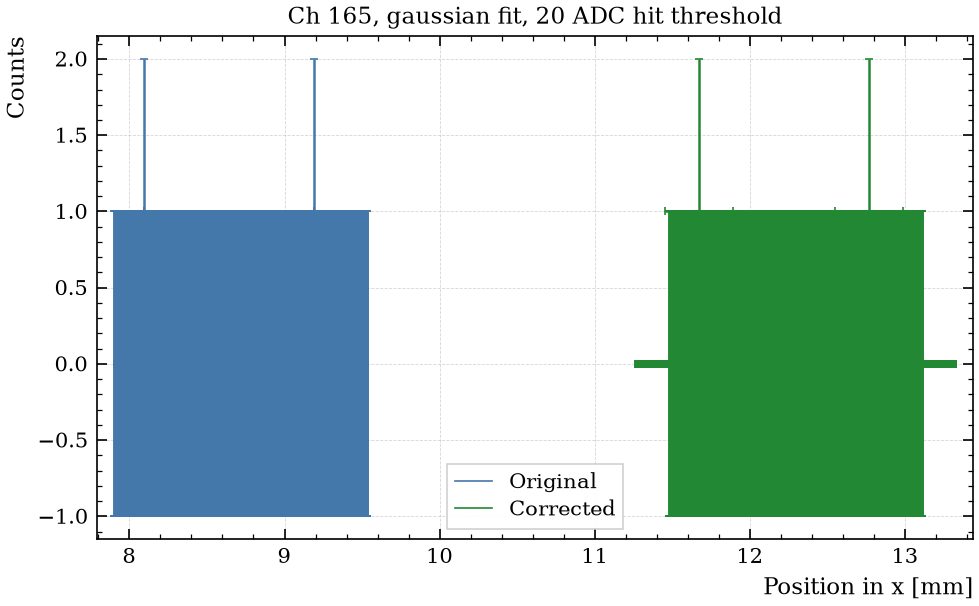 Ch 165, gaussian fit, 20 ADC hit threshold
Counts
2.0
1.5
1.0
0.5
0.0
−0.5
−1.0
Original
Corrected
8 9 10 11 12 13
Position in x [mm]